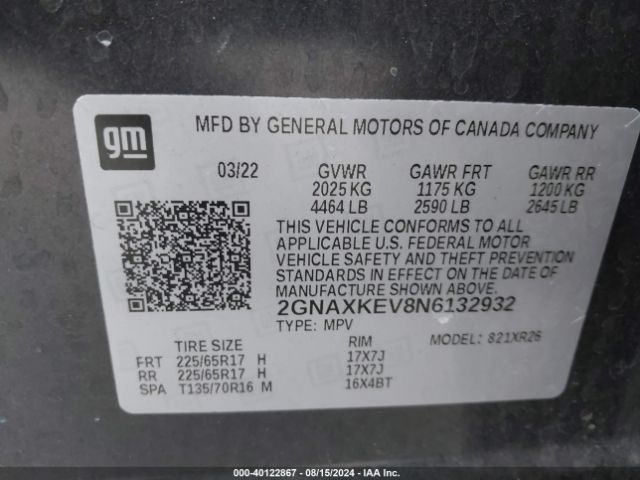 gm
MFD BY GENERAL MOTORS OF CANADA COMPANY
03/22 GVWR GAWR FRT GAWR RR
2025 KG 1175 KG 1200 KG
4464 LB 2590 LB 2645 LB
THIS VEHICLE CONFORMS TO ALL
APPLICABLE U.S. FEDERAL MOTOR
VEHICLE SAFETY AND THEFT PREVENTION
STANDARDS IN EFFECT ON THE DATE OF
MANUFACTURE SHOWN ABOVE.
2GNAXKEV8N6132932
TYPE: MPV MODEL: 821XR26
TIRE SIZE RIM
FRT 225/65R17 H 17X7J
RR 225/65R17 H 17X7J
SPA T135/70R16 M 16X4BT
000-40122867 - 08/15/2024 - IAA Inc.